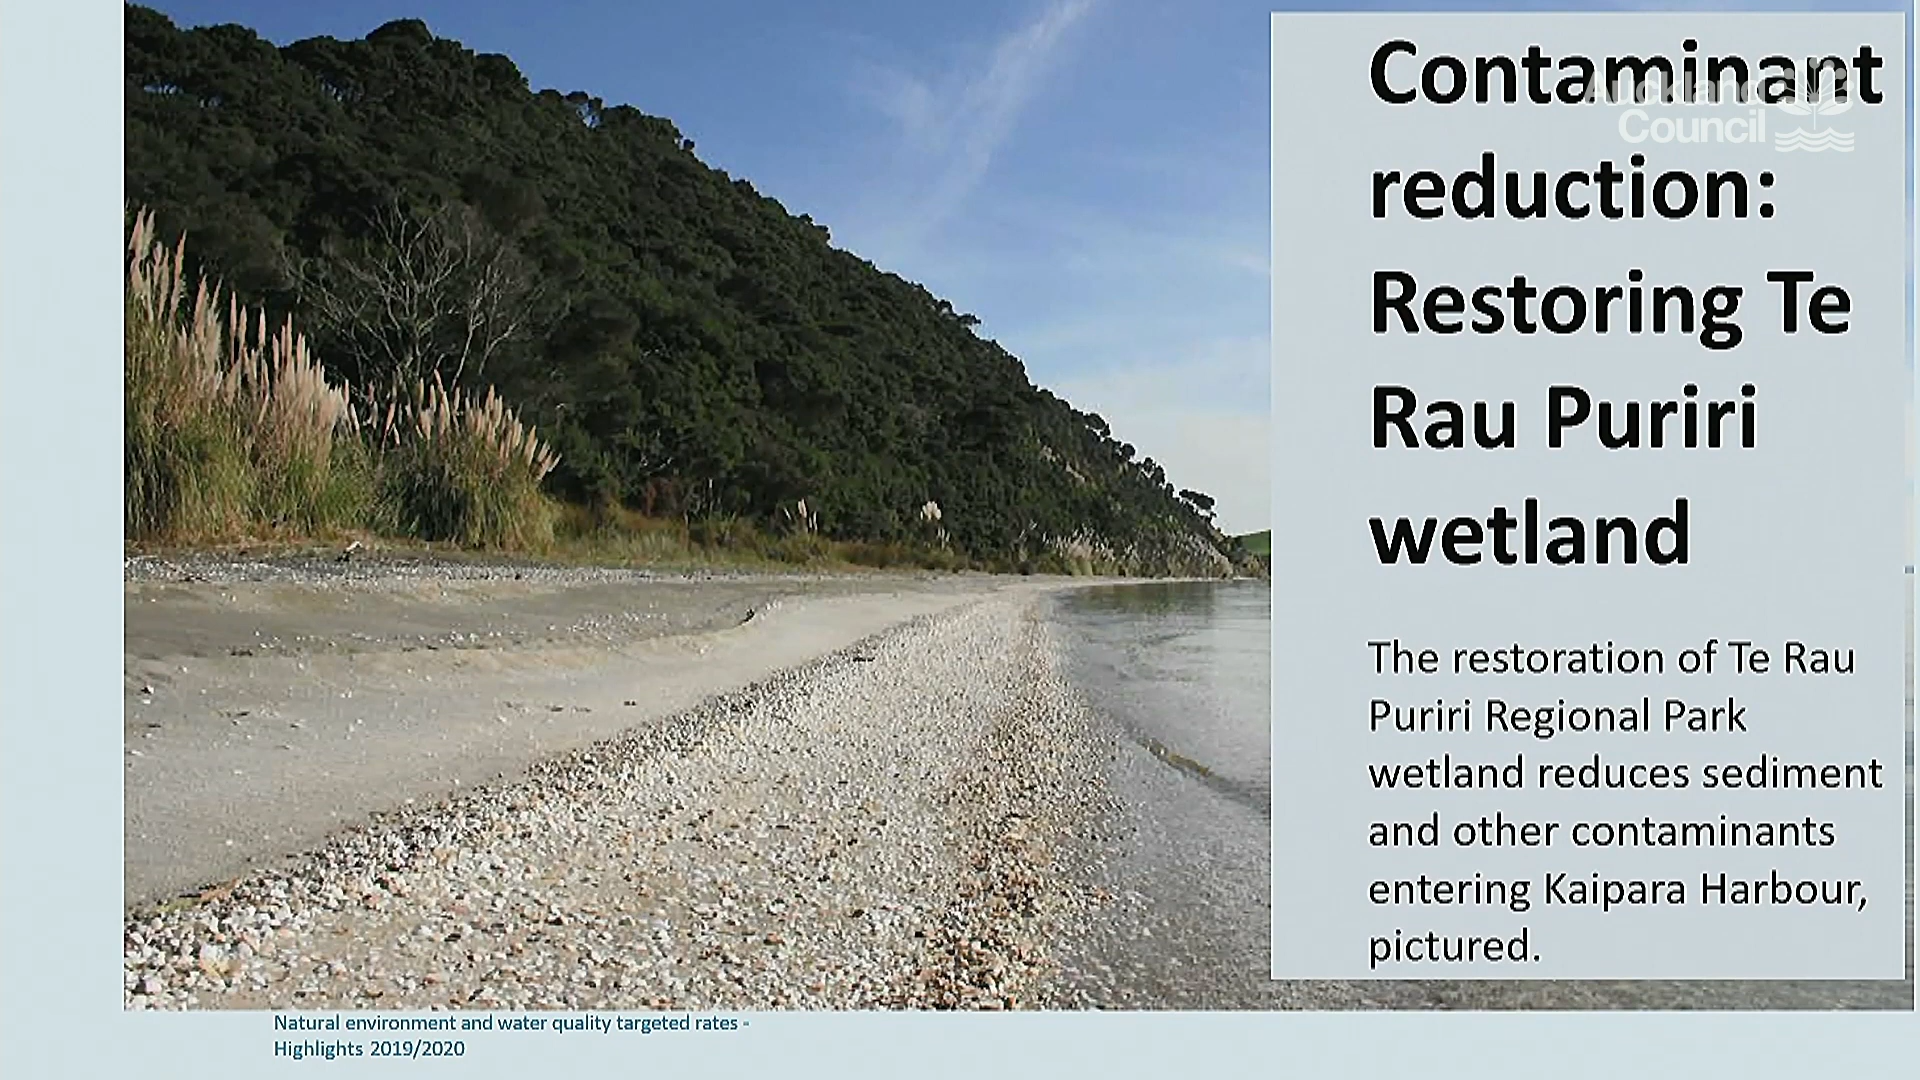 Contaminant
reduction:
Restoring Te
Rau Puriri
wetland
Auckland
Council
The restoration of Te Rau
Puriri Regional Park
wetland reduces sediment
and other contaminants
entering Kaipara Harbour,
pictured.
Natural environment and water quality targeted rates -
Highlights 2019/2020